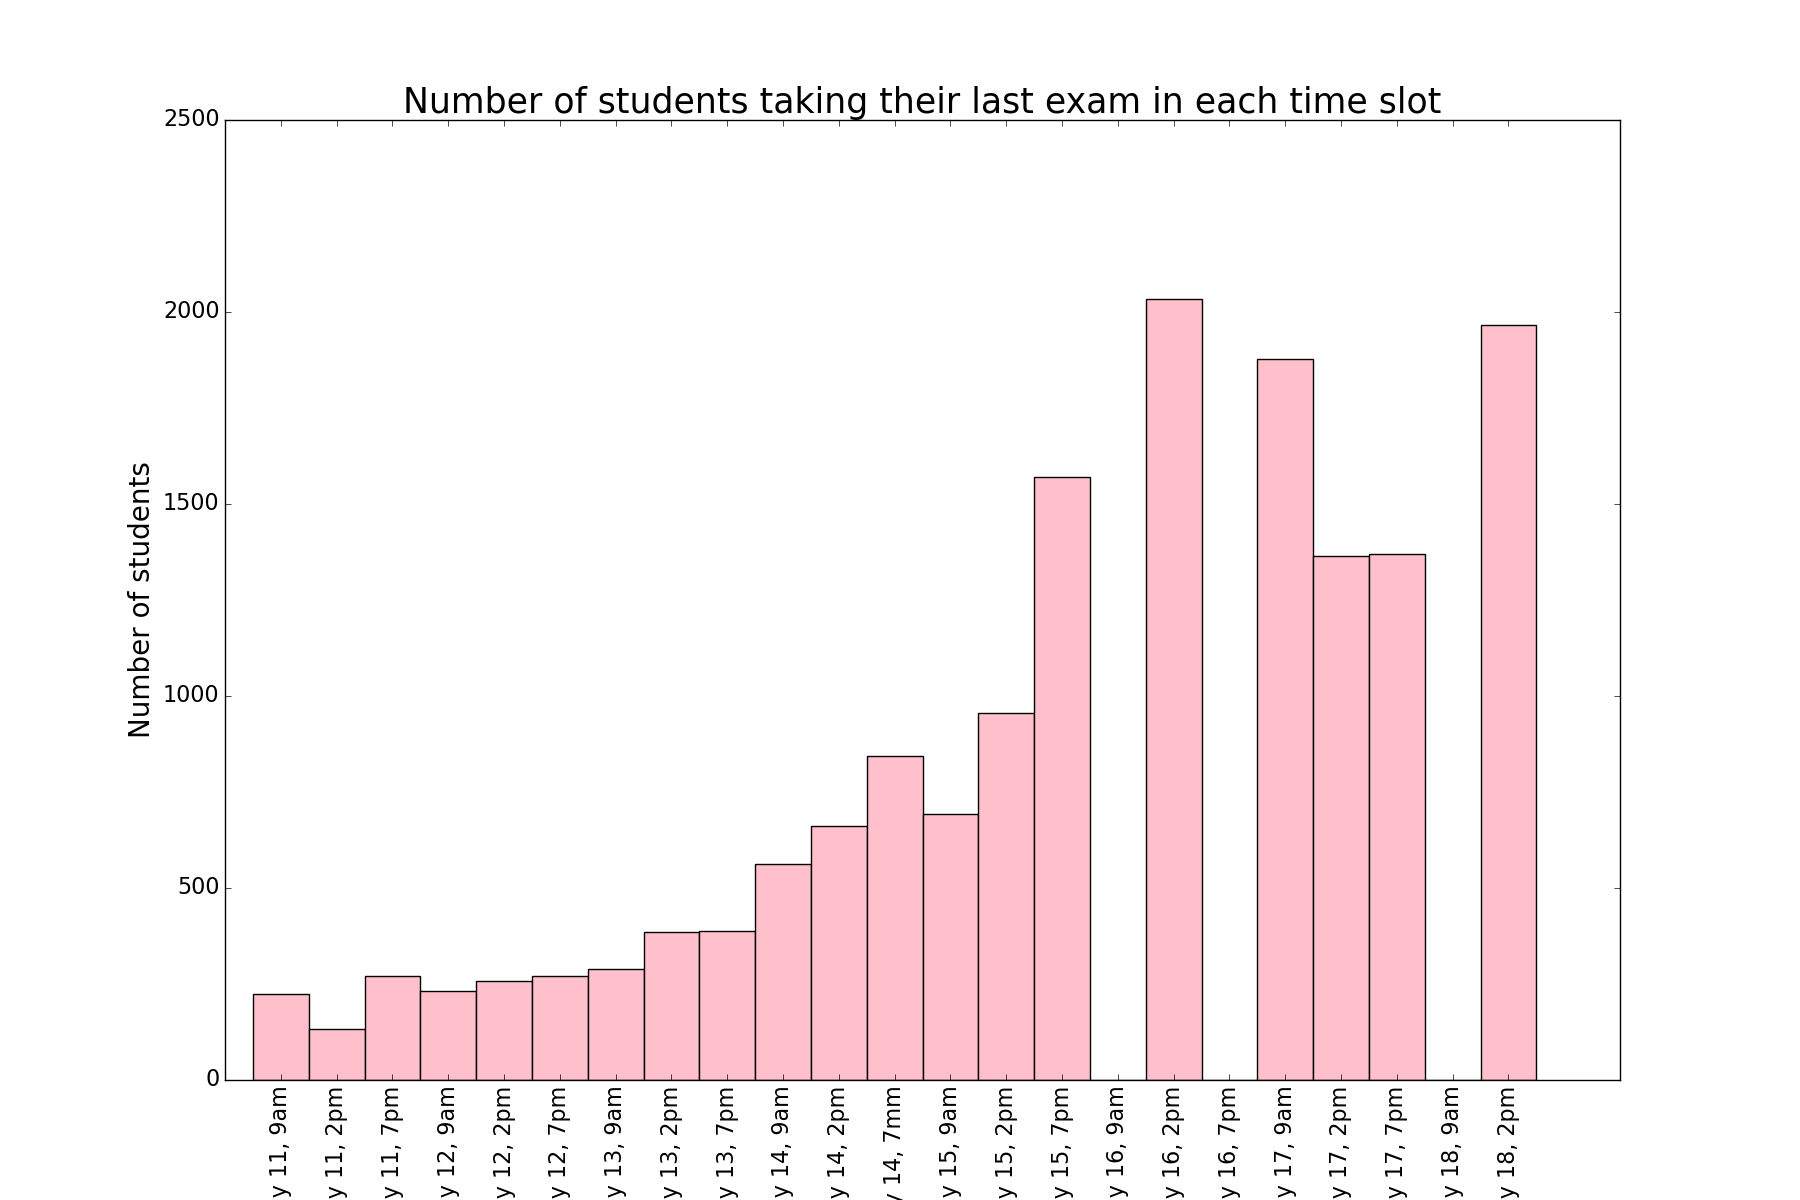 Number of students taking their last exam in each time slot
Number of students
2500
2000
1500
1000
500
0
y 11, 9am
y 11, 2pm
y 11, 7pm
y 12, 9am
y 12, 2pm
y 12, 7pm
y 13, 9am
y 13, 2pm
y 13, 7pm
y 14, 9am
y 14, 2pm
y 14, 7mm
y 15, 9am
y 15, 2pm
y 15, 7pm
y 16, 9am
y 16, 2pm
y 16, 7pm
y 17, 9am
y 17, 2pm
y 17, 7pm
y 18, 9am
y 18, 2pm